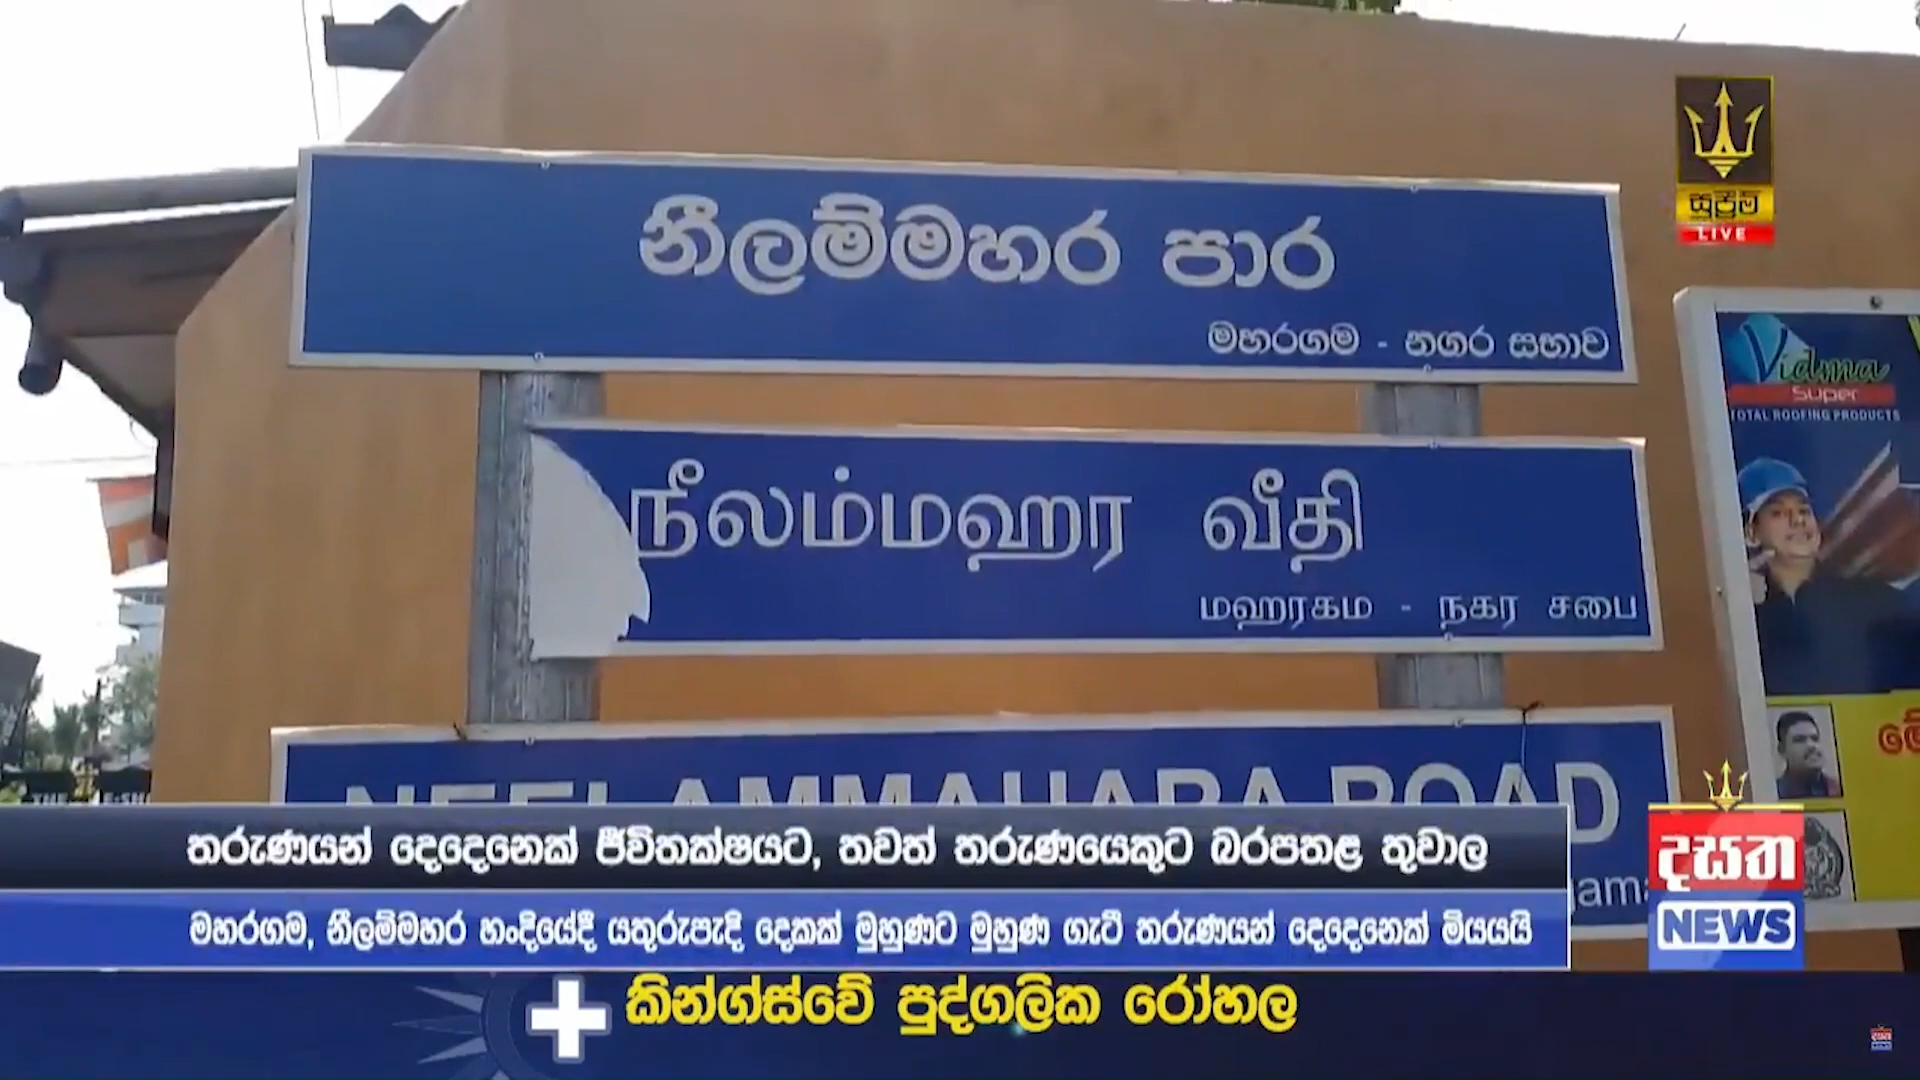 නීලම්මහර පාර
මහරගම - නගර සභාව
நீலம்மஹர வீதி
மஹரகம - நகர சபை
NEELAMMAHARA ROAD
සුප්‍රීම්
LIVE
Vidma
Super
TOTAL ROOFING PRODUCTS
තරුණයන් දෙදෙනෙක් ජීවිතක්ෂයට, තවත් තරුණයෙකුට බරපතළ තුවාල
මහරගම, නීලම්මහර හංදියේදී යතුරුපැදි දෙකක් මුහුණට මුහුණ ගැටී තරුණයන් දෙදෙනෙක් මියයයි
දසත
NEWS
කින්ග්ස්වේ පුද්ගලික රෝහල